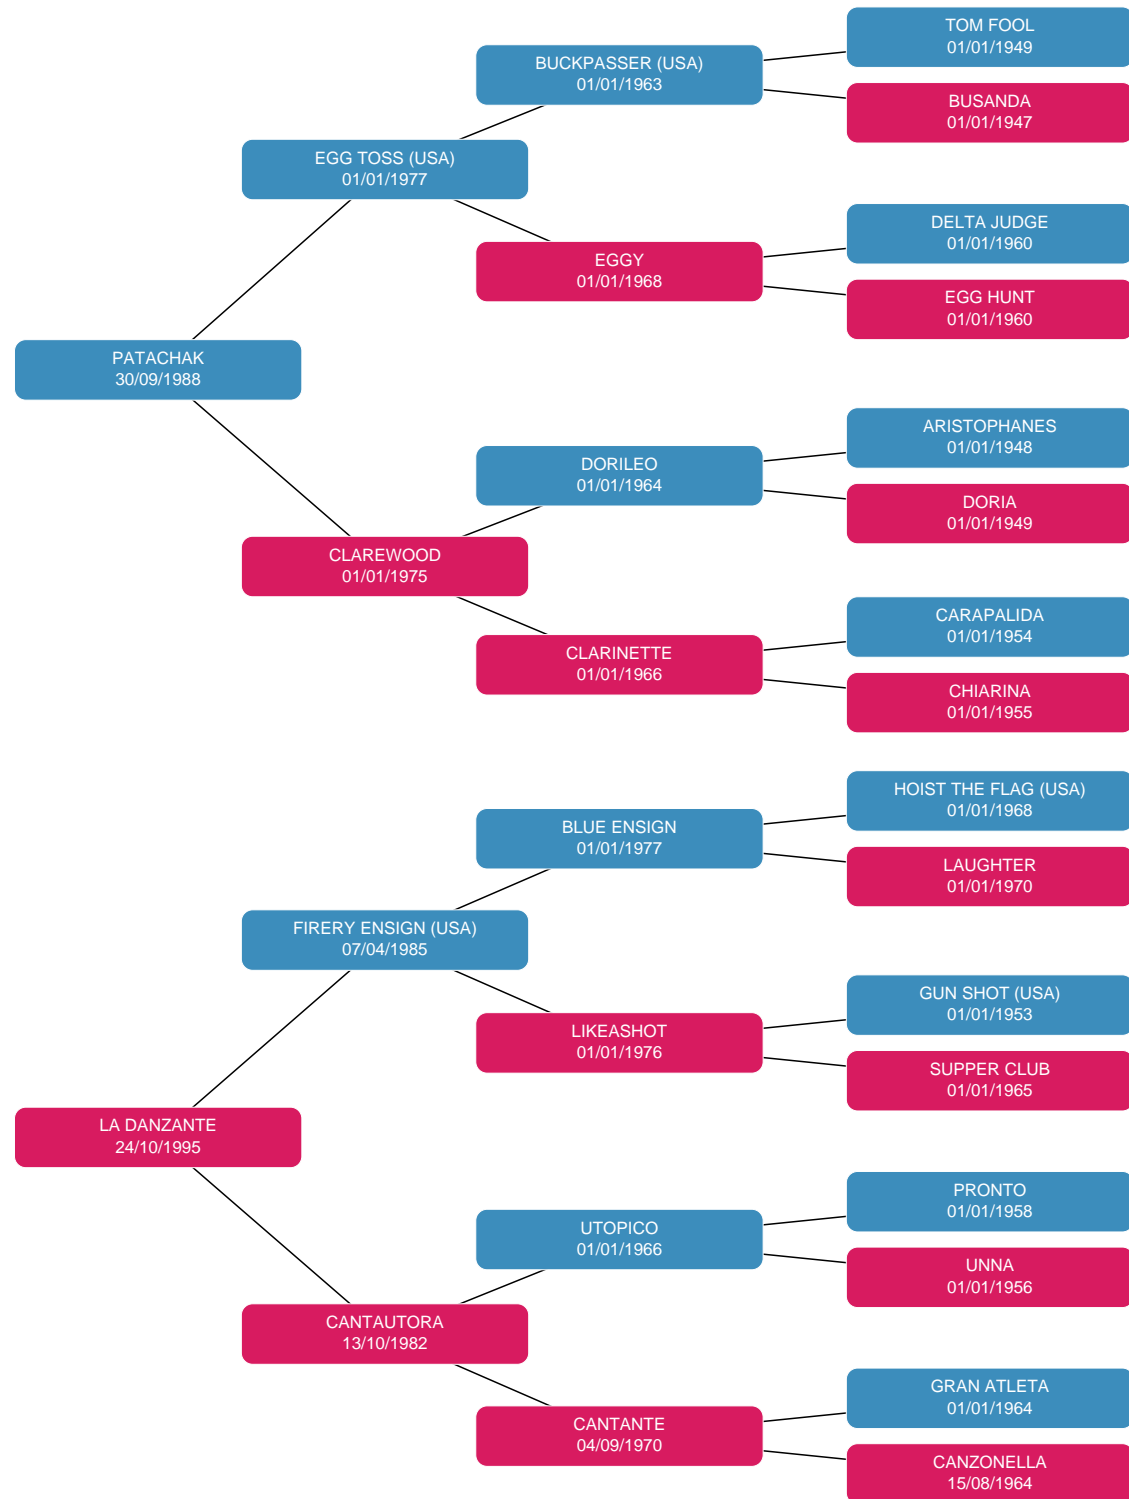 TOM FOOL
01/01/1949
BUCKPASSER (USA)
01/01/1963
BUSANDA
01/01/1947
EGG TOSS (USA)
01/01/1977
DELTA JUDGE
01/01/1960
EGGY
01/01/1968
EGG HUNT
01/01/1960
PATACHAK
30/09/1988
ARISTOPHANES
01/01/1948
DORILEO
01/01/1964
DORIA
01/01/1949
CLAREWOOD
01/01/1975
CARAPALIDA
01/01/1954
CLARINETTE
01/01/1966
CHIARINA
01/01/1955
HOIST THE FLAG (USA)
01/01/1968
BLUE ENSIGN
01/01/1977
LAUGHTER
01/01/1970
FIRERY ENSIGN (USA)
07/04/1985
GUN SHOT (USA)
01/01/1953
LIKEASHOT
01/01/1976
SUPPER CLUB
01/01/1965
LA DANZANTE
24/10/1995
PRONTO
01/01/1958
UTOPICO
01/01/1966
UNNA
01/01/1956
CANTAUTORA
13/10/1982
GRAN ATLETA
01/01/1964
CANTANTE
04/09/1970
CANZONELLA
15/08/1964